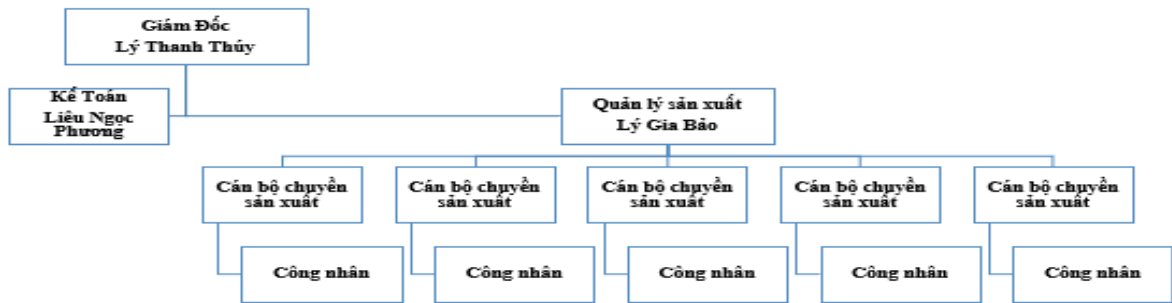 Giám Đốc
Lý Thanh Thúy
Kế Toán
Liêu Ngọc
Phương
Quản lý sản xuất
Lý Gia Bảo
Cán bộ chuyền
sản xuất
Cán bộ chuyền
sản xuất
Cán bộ chuyền
sản xuất
Cán bộ chuyền
sản xuất
Cán bộ chuyền
sản xuất
Công nhân
Công nhân
Công nhân
Công nhân
Công nhân